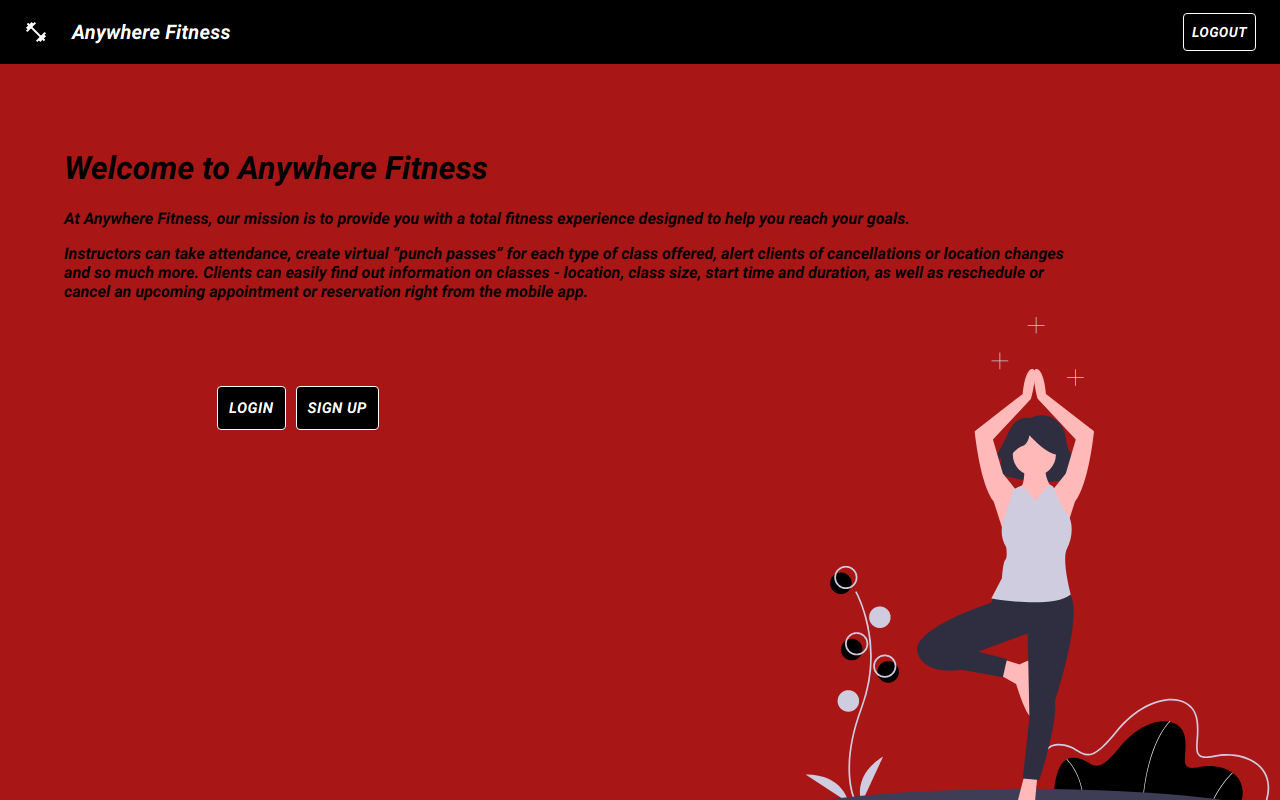 Anywhere Fitness
LOGOUT
Welcome to Anywhere Fitness
At Anywhere Fitness, our mission is to provide you with a total fitness experience designed to help you reach your goals.
Instructors can take attendance, create virtual “punch passes” for each type of class offered, alert clients of cancellations or location changes
and so much more. Clients can easily find out information on classes - location, class size, start time and duration, as well as reschedule or
cancel an upcoming appointment or reservation right from the mobile app.
LOGIN
SIGN UP